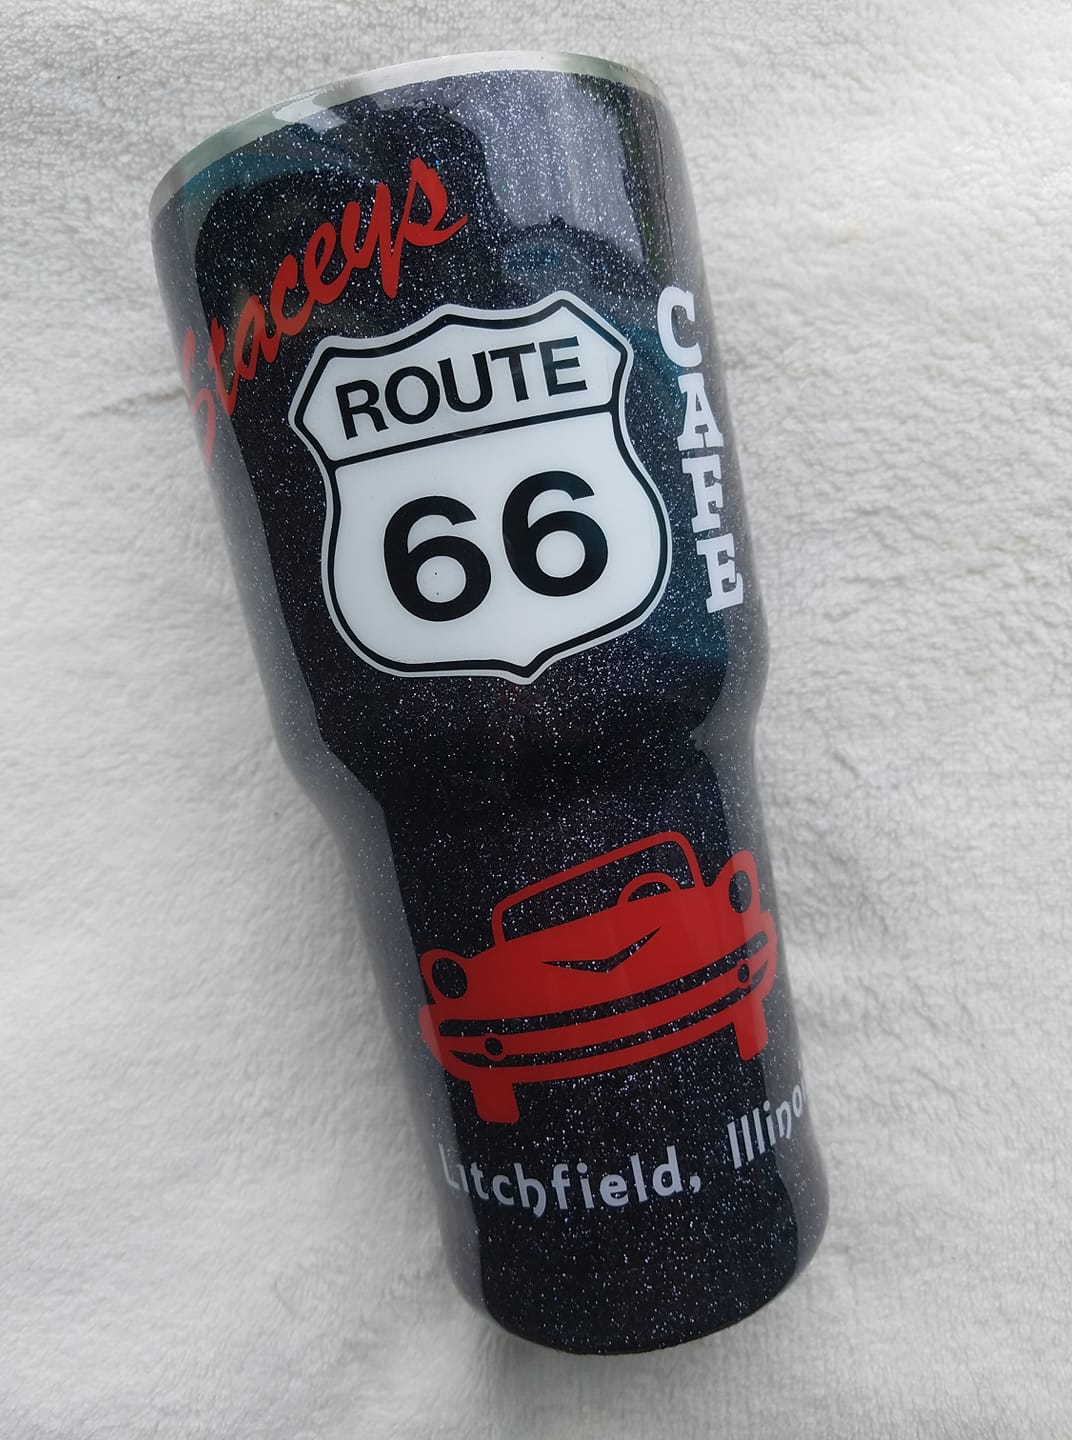 Staceys
ROUTE
66
CAFE
Litchfield,